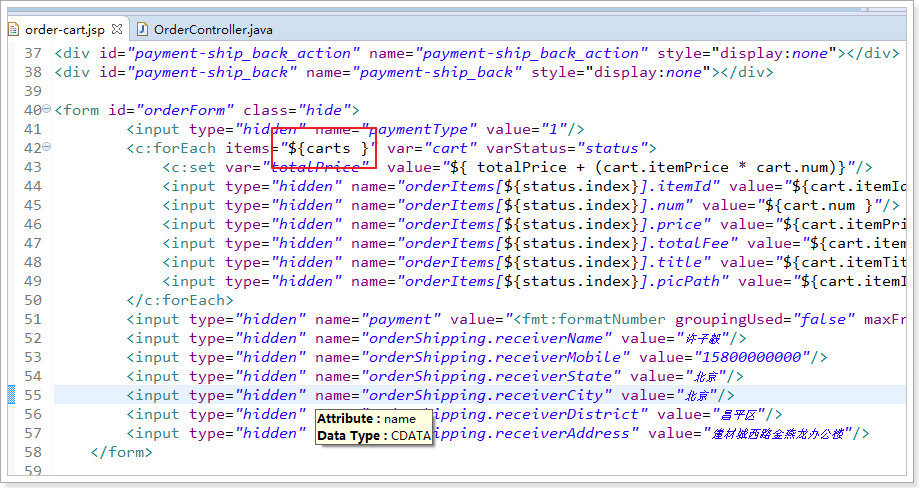 order-cart.jsp OrderController.java
37 <div id="payment-ship_back_action" name="payment-ship_back_action" style="display:none"></div>
38 <div id="payment-ship_back" name="payment-ship_back" style="display:none"></div>
39
40 <form id="orderForm" class="hide">
41 <input type="hidden" name="paymentType" value="1"/>
42 <c:forEach items="${carts }" var="cart" varStatus="status">
43 <c:set var="totalPrice" value="${ totalPrice + (cart.itemPrice * cart.num)}"/>
44 <input type="hidden" name="orderItems[${status.index}].itemId" value="${cart.itemId
45 <input type="hidden" name="orderItems[${status.index}].num" value="${cart.num }"/>
46 <input type="hidden" name="orderItems[${status.index}].price" value="${cart.itemPri
47 <input type="hidden" name="orderItems[${status.index}].totalFee" value="${cart.item
48 <input type="hidden" name="orderItems[${status.index}].title" value="${cart.itemTit
49 <input type="hidden" name="orderItems[${status.index}].picPath" value="${cart.itemI
50 </c:forEach>
51 <input type="hidden" name="payment" value="<fmt:formatNumber groupingUsed="false" maxFr
52 <input type="hidden" name="orderShipping.receiverName" value="许子毅"/>
53 <input type="hidden" name="orderShipping.receiverMobile" value="15800000000"/>
54 <input type="hidden" name="orderShipping.receiverState" value="北京"/>
55 <input type="hidden" name="orderShipping.receiverCity" value="北京"/>
56 <input type="hidden" orderShipping.receiverDistrict" value="昌平区"/>
57 <input type="hidden" orderShipping.receiverAddress" value="建材城西路金燕龙办公楼"/>
Attribute : name
Data Type : CDATA
58 </form>
59